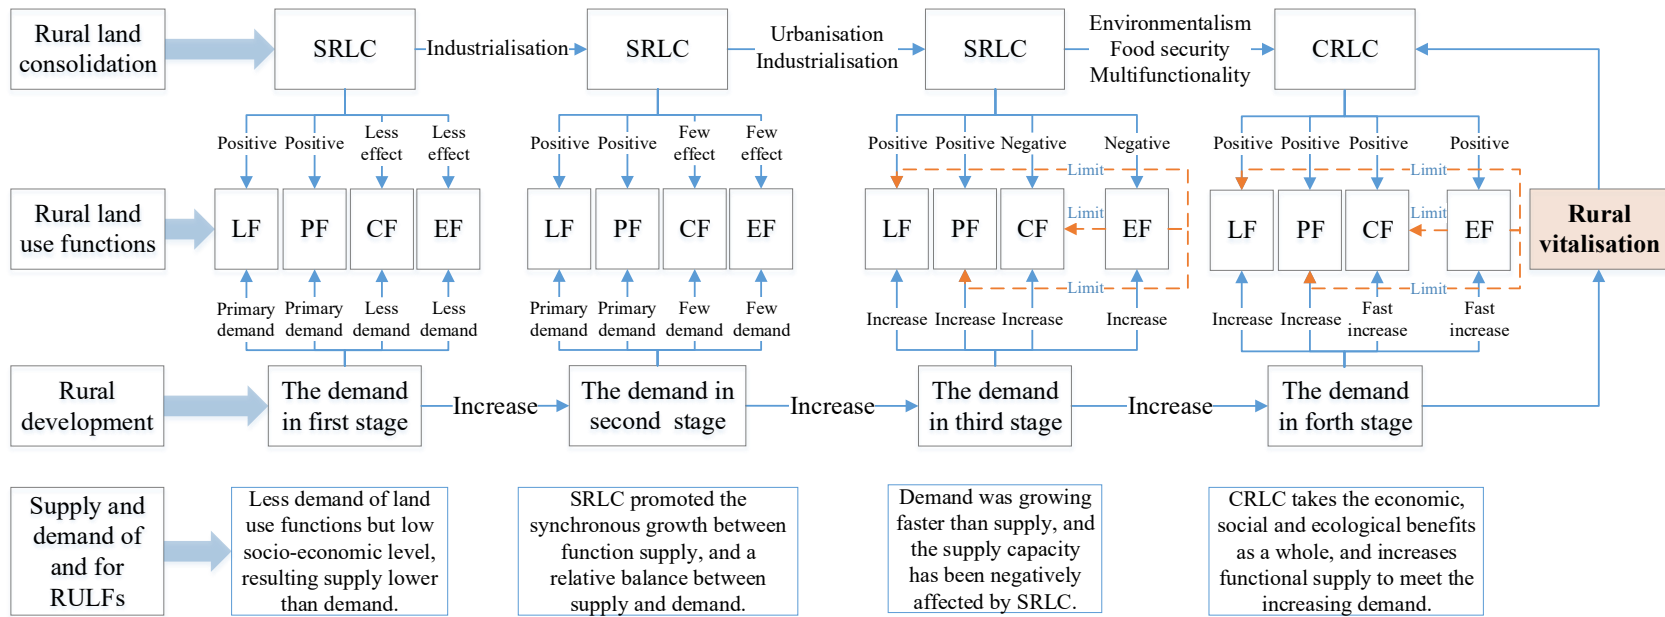 Rural land
consolidation
SRLC
Industrialisation
SRLC
Urbanisation
Industrialisation
SRLC
Environmentalism
Food security
Multifunctionality
CRLC
Positive
Positive
Less
effect
Less
effect
Positive
Positive
Few
effect
Few
effect
Positive
Positive
Negative
Negative
Positive
Positive
Positive
Positive
Limit
Limit
Rural land
use functions
LF
PF
CF
EF
LF
PF
CF
EF
LF
PF
CF
Limit
EF
LF
PF
CF
Limit
EF
Rural
vitalisation
Limit
Limit
Primary
demand
Primary
demand
Less
demand
Less
demand
Primary
demand
Primary
demand
Few
demand
Few
demand
Increase
Increase
Increase
Increase
Increase
Increase
Fast
increase
Fast
increase
Rural
development
The demand
in first stage
Increase
The demand in
second stage
Increase
The demand
in third stage
Increase
The demand
in forth stage
Supply and
demand of
and for
RULFs
Less demand of land
use functions but low
socio-economic level,
resulting supply lower
than demand.
SRLC promoted the
synchronous growth between
function supply, and a
relative balance between
supply and demand.
Demand was growing
faster than supply, and
the supply capacity
has been negatively
affected by SRLC.
CRLC takes the economic,
social and ecological benefits
as a whole, and increases
functional supply to meet the
increasing demand.